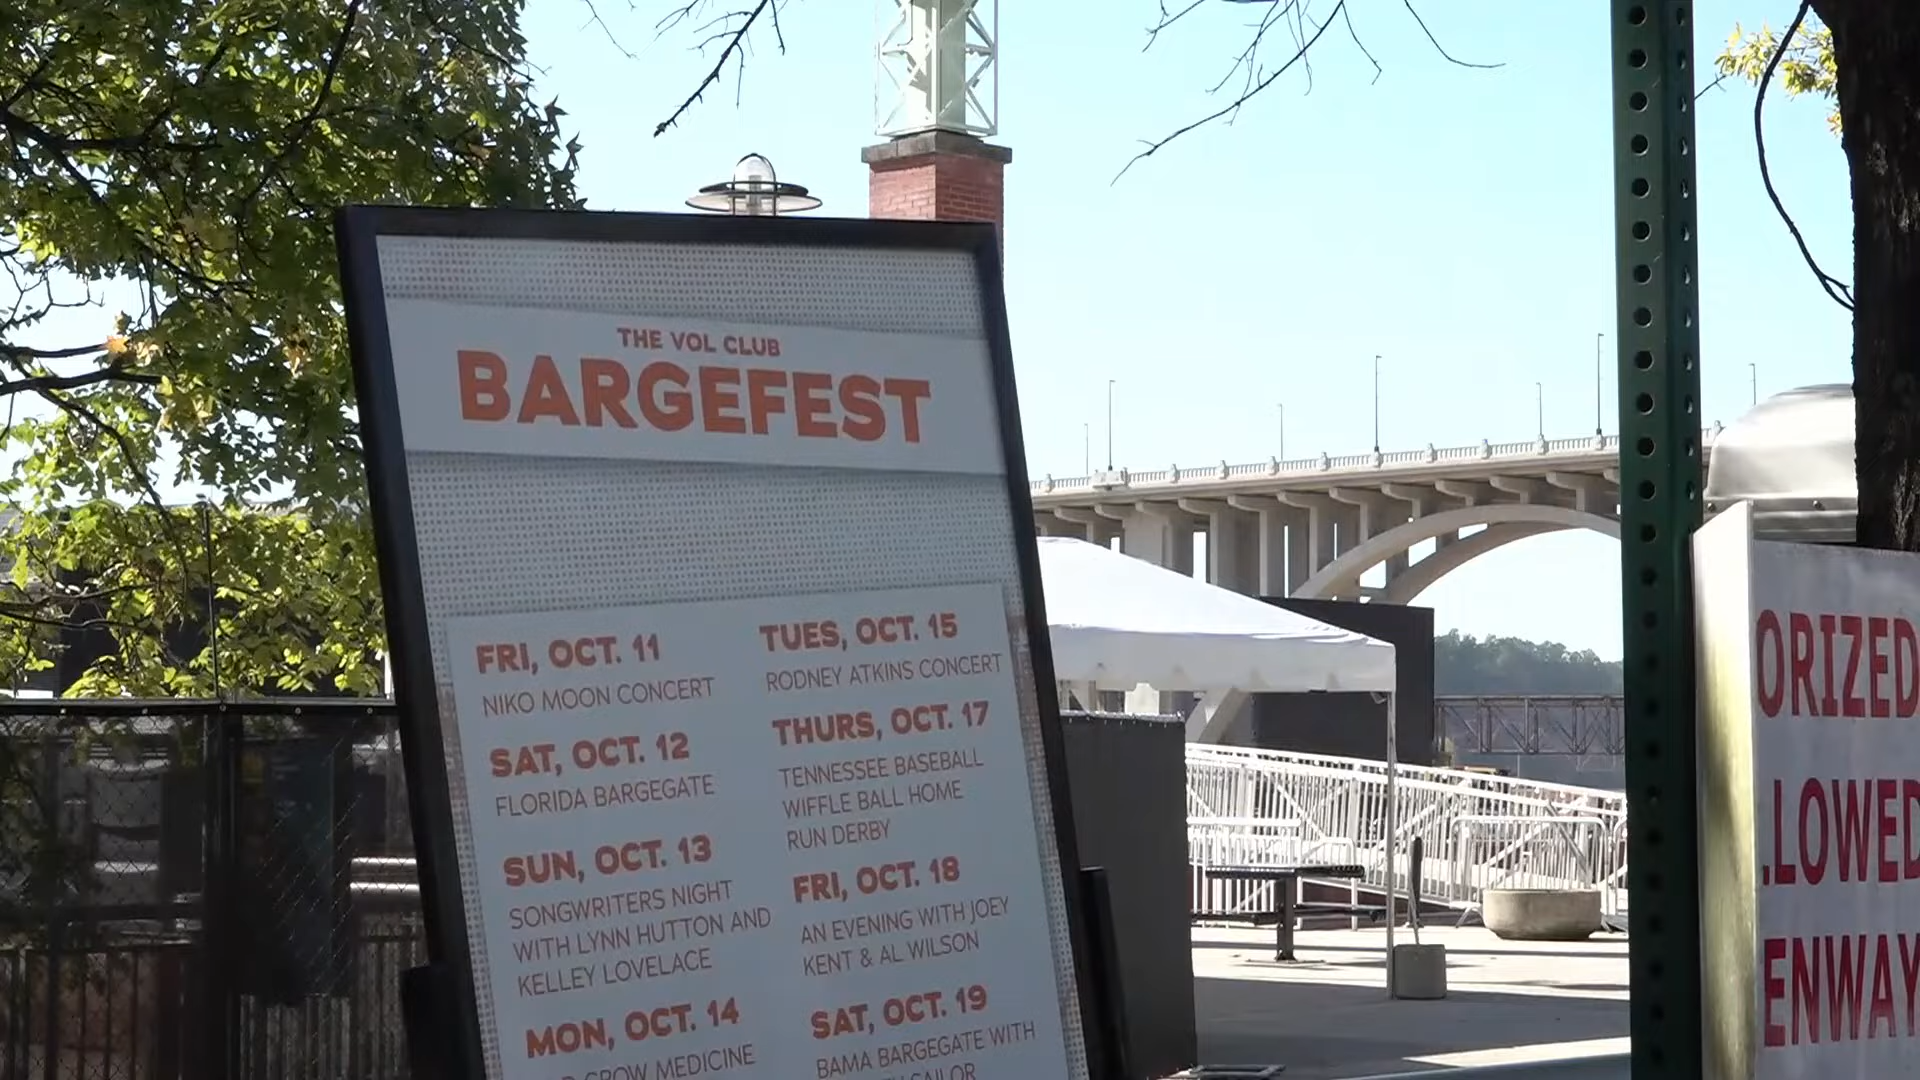 THE VOL CLUB
BARGEFEST
FRI, OCT. 11
NIKO MOON CONCERT
SAT, OCT. 12
FLORIDA BARGEGATE
SUN, OCT. 13
SONGWRITERS NIGHT
WITH LYNN HUTTON AND
KELLEY LOVELACE
MON, OCT. 14
CROW MEDICINE
TUES, OCT. 15
RODNEY ATKINS CONCERT
THURS, OCT. 17
TENNESSEE BASEBALL
WIFFLE BALL HOME
RUN DERBY
FRI, OCT. 18
AN EVENING WITH JOEY
KENT & AL WILSON
SAT, OCT. 19
BAMA BARGEGATE WITH
SAILOR
ORIZED
LOWED
ENWAY